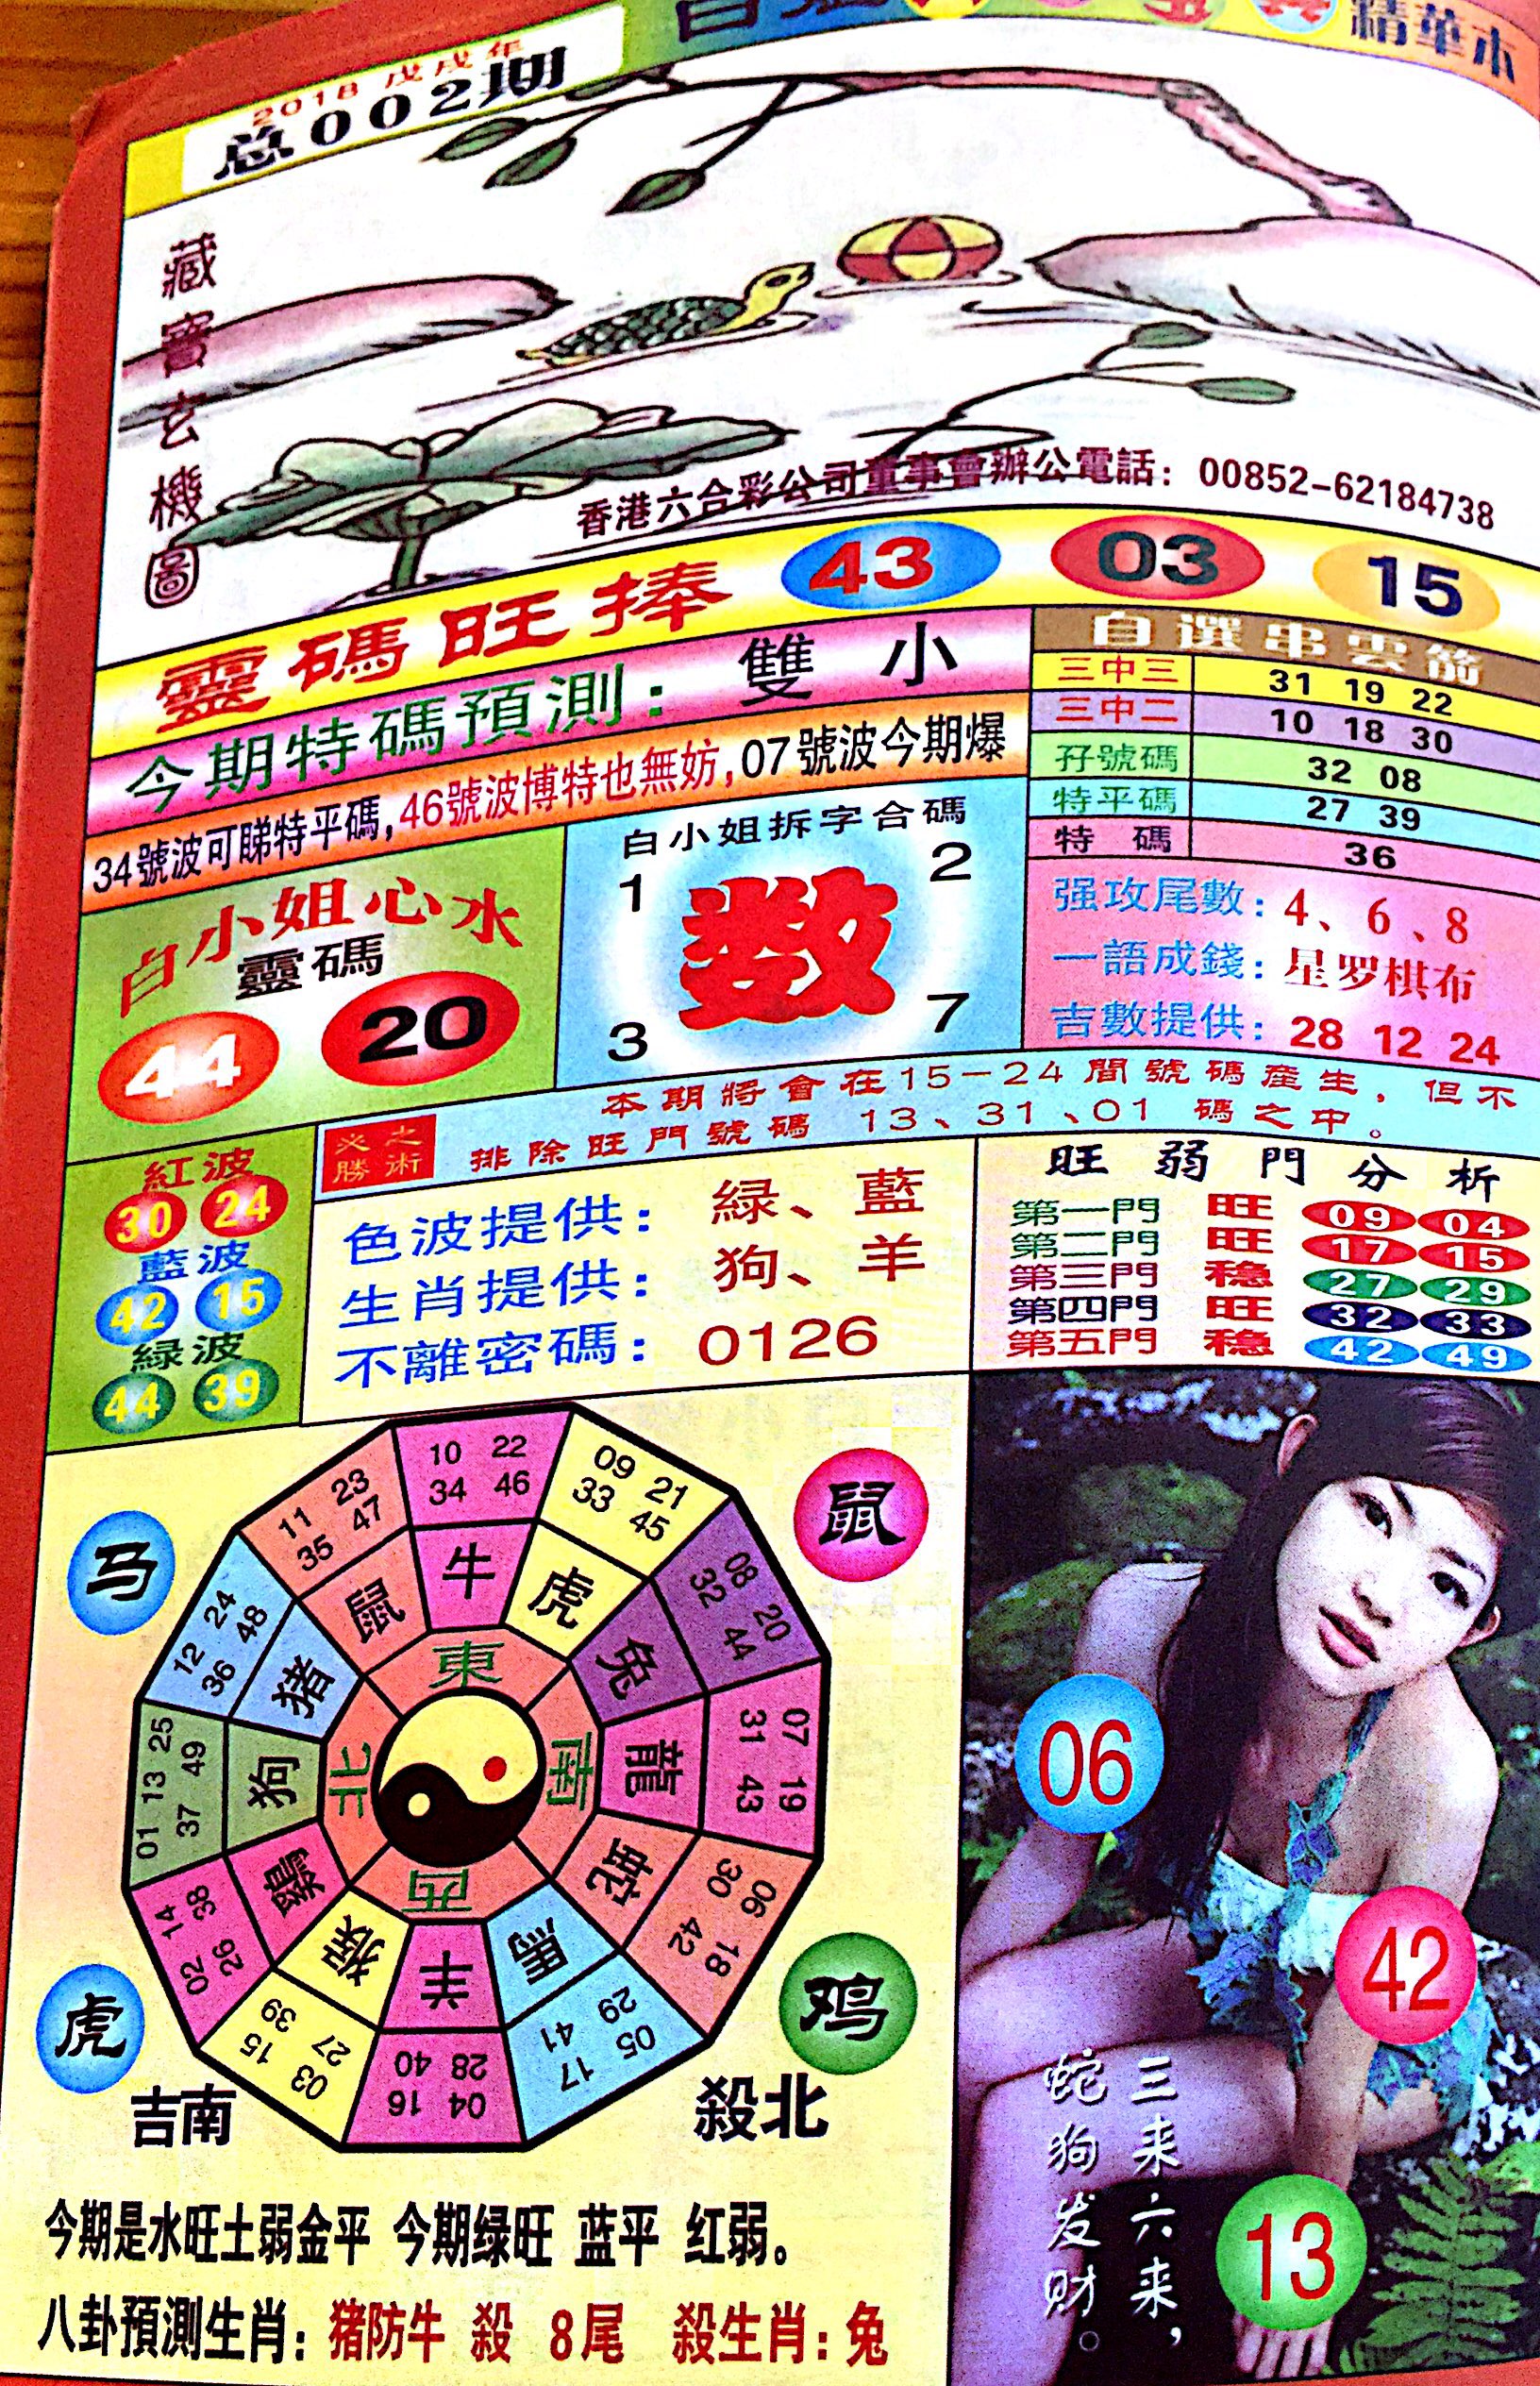 精華本
2018 戊戌年
总002期
藏寶玄機圖
香港六合彩公司董事會辦公電話：00852-62184738
靈碼旺捧 43 03 15
今期特碼預測：雙 小
34號波可睇特平碼,46號波博特也無妨,07號波今期爆
自選串雲箭
三中三 31 19 22
三中二 10 18 30
孖號碼 32 08
特平碼 27 39
特 碼 36
白小姐心水
靈碼
44 20
白小姐拆字合碼
1 2
数
3 7
强攻尾數：4、6、8
一語成錢：星罗棋布
吉數提供：28 12 24
必勝之術
本期將會在15-24間號碼産生，但不
排除旺門號碼 13、31、01 碼之中。
紅波
30 24
藍波
42 15
緑波
44 39
色波提供：緑、藍
生肖提供：狗、羊
不離密碼：0126
旺弱門分析
第一門 旺 09 04
第二門 旺 17 15
第三門 穩 27 29
第四門 旺 32 33
第五門 穩 42 49
马
鼠
虎
鸡
10 22
34 46
牛
09 21
33 45
虎
08 20
32 44
兔
07 19
31 43
龍
06 18
30 42
蛇
05 17
29 41
馬
04 16
28 40
羊
03 15
27 39
猴
02 14
26 38
鷄
01 13 25
37 49
狗
12 24
36 48
猪
11 23
35 47
鼠
東
南
西
北
吉南
殺北
06
42
13
三来六来，
蛇狗发财。
今期是水旺土弱金平 今期绿旺 蓝平 红弱。
八卦預測生肖：猪防牛 殺 8尾 殺生肖：兔